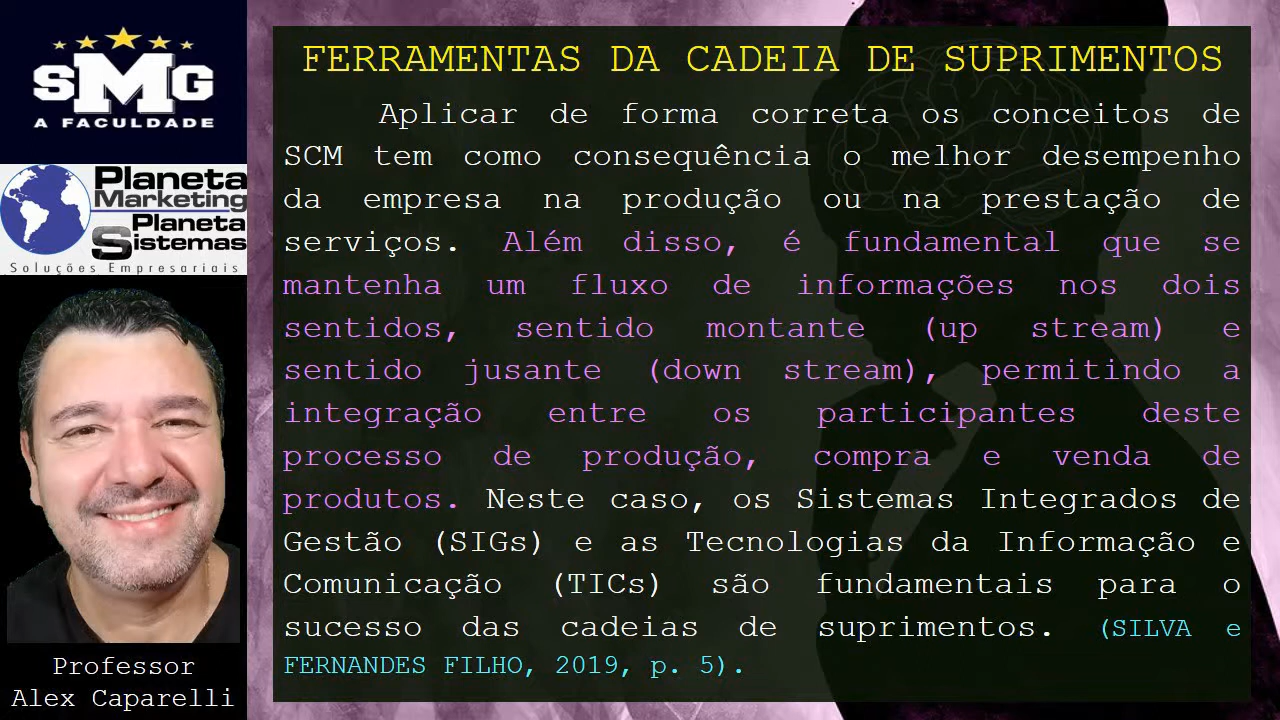 SMG
A FACULDADE
Planeta
Marketing
Planeta
Sistemas
Soluções Empresariais
Professor
Alex Caparelli
FERRAMENTAS DA CADEIA DE SUPRIMENTOS
Aplicar de forma correta os conceitos de
SCM tem como consequência o melhor desempenho
da empresa na produção ou na prestação de
serviços. Além disso, é fundamental que se
mantenha um fluxo de informações nos dois
sentidos, sentido montante (up stream) e
sentido jusante (down stream), permitindo a
integração entre os participantes deste
processo de produção, compra e venda de
produtos. Neste caso, os Sistemas Integrados de
Gestão (SIGs) e as Tecnologias da Informação e
Comunicação (TICs) são fundamentais para o
sucesso das cadeias de suprimentos. (SILVA e
FERNANDES FILHO, 2019, p. 5).